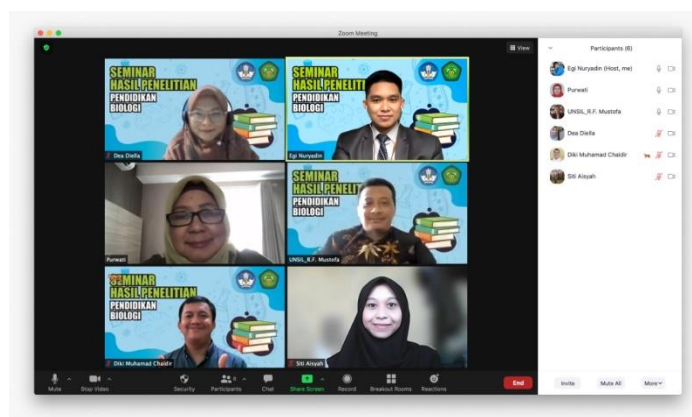 Zoom Meeting
View
SEMINAR
HASIL PENELITIAN
PENDIDIKAN
BIOLOGI
Dea Diella
SEMINAR
HASIL PENELITI
PENDIDIKAN
BIOLOGI
Egi Nuryadin
Purwati
SEMINAR
HASIL PENELIT
PENDIDIKAN
BIOLOGI
UNSIL_R.F. Mustofa
SEMINAR
HASIL PENELITIAN
PENDIDIKAN
BIOLOGI
Diki Muhamad Chaidir
Siti Aisyah
Participants (6)
Egi Nuryadin (Host, me)
Purwati
UNSIL_R.F. Mustofa
Dea Diella
Diki Muhamad Chaidir
Siti Aisyah
Mute
Stop Video
Security
Participants
Chat
Share Screen
Record
Breakout Rooms
Reactions
End
Invite
Mute All
More